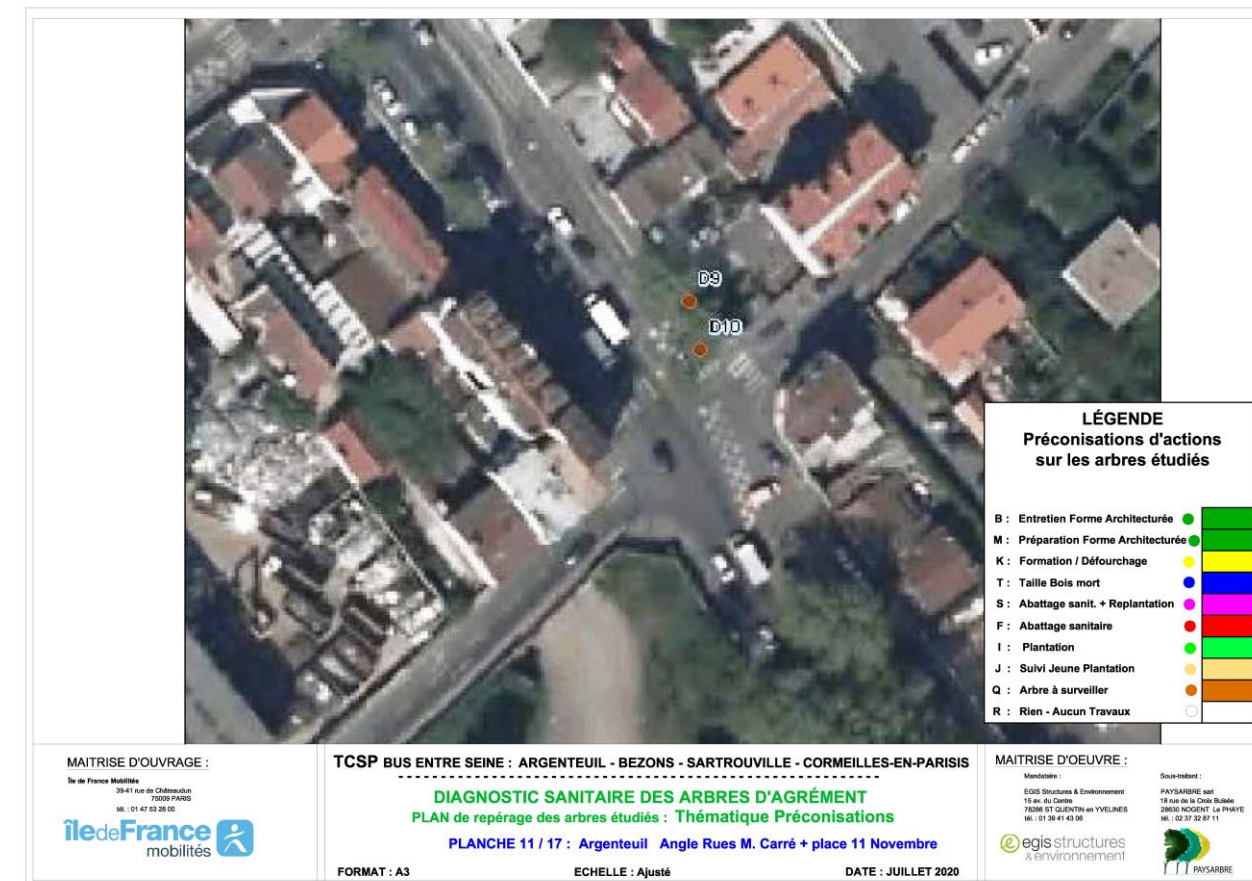 D9
D10
LÉGENDE
Préconisations d'actions
sur les arbres étudiés
B : Entretien Forme Architecturée
M : Préparation Forme Architecturée
K : Formation / Défourchage
T : Taille Bois mort
S : Abattage sanit. + Replantation
F : Abattage sanitaire
I : Plantation
J : Suivi Jeune Plantation
Q : Arbre à surveiller
R : Rien - Aucun Travaux
MAITRISE D'OUVRAGE :
Île de France Mobilités
39-41 rue de Châteaudun
75009 PARIS
tél. : 01 47 53 28 00
îledeFrance
mobilités
TCSP BUS ENTRE SEINE : ARGENTEUIL - BEZONS - SARTROUVILLE - CORMEILLES-EN-PARISIS
DIAGNOSTIC SANITAIRE DES ARBRES D'AGRÉMENT
PLAN de repérage des arbres étudiés : Thématique Préconisations
PLANCHE 11 / 17 : Argenteuil Angle Rues M. Carré + place 11 Novembre
FORMAT : A3 ECHELLE : Ajusté DATE : JUILLET 2020
MAITRISE D'OEUVRE :
Mandataire :
EGIS Structures & Environnement
15 av. du Centre
78286 ST QUENTIN en YVELINES
tél. : 01 39 41 43 06
egis structures
& environnement
Sous-traitant :
PAYSARBRE sarl
18 rue de la Croix Buisée
28630 NOGENT Le PHAYE
tél. : 02 37 32 87 11
PAYSARBRE